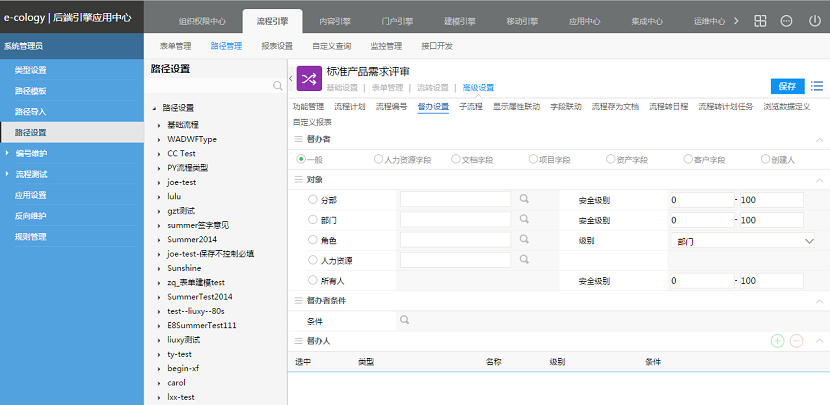 e-cology | 后端引擎应用中心
组织权限中心 流程引擎 内容引擎 门户引擎 建模引擎 移动引擎 应用中心 集成中心 运维中心
系统管理员
表单管理 路径管理 报表设置 自定义查询 监控管理 接口开发
类型设置
路径模板
路径导入
路径设置
编号维护
流程测试
应用设置
反向维护
规则管理
路径设置
路径设置
基础流程
WADWFType
CC Test
PY流程类型
joe-test
lulu
gzt测试
summer签字意见
Summer2014
joe-test-保存不控制必填
Sunshine
zq_表单建模test
SummerTest2014
test--liuxy--80s
E8SummerTest111
liuxy测试
ty-test
begin-xf
carol
lxx-test
标准产品需求评审
基础设置 | 表单管理 | 流转设置 | 高级设置
保存
功能管理 流程计划 流程编号 督办设置 子流程 显示属性联动 字段联动 流程存为文档 流程转日程 流程转计划任务 浏览数据定义
自定义报表
督办者
一般 人力资源字段 文档字段 项目字段 资产字段 客户字段 创建人
对象
分部 安全级别 0 - 100
部门 安全级别 0 - 100
角色 级别 部门
人力资源
所有人 安全级别 0 - 100
督办者条件
条件
督办人
选中 类型 名称 级别 条件